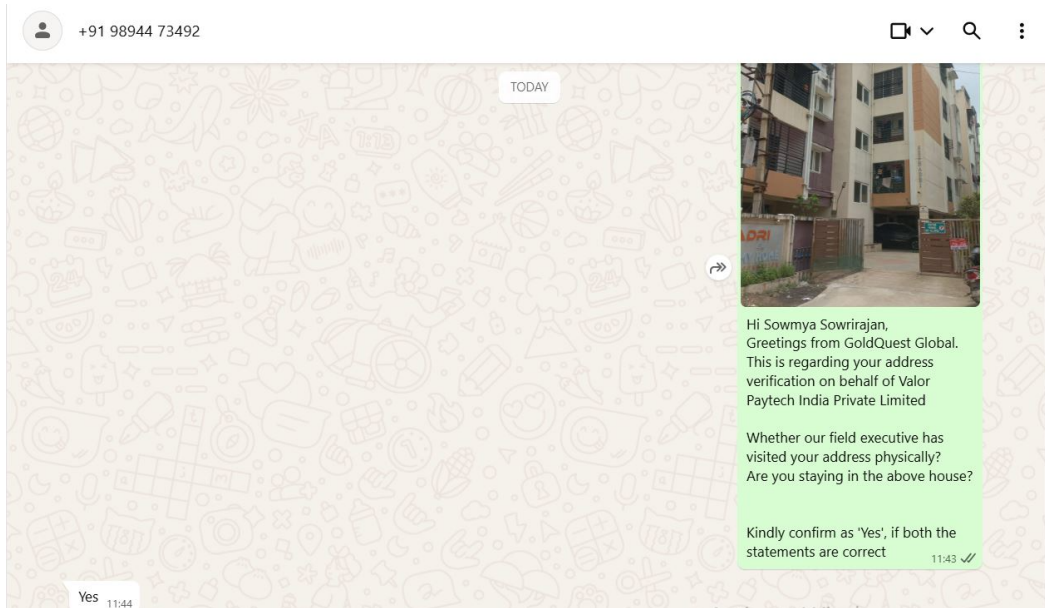 +91 98944 73492
TODAY
ADRI
Hi Sowmya Sowrirajan,
Greetings from GoldQuest Global.
This is regarding your address
verification on behalf of Valor
Paytech India Private Limited
Whether our field executive has
visited your address physically?
Are you staying in the above house?
Kindly confirm as 'Yes', if both the
statements are correct
11:43
Yes 11:44